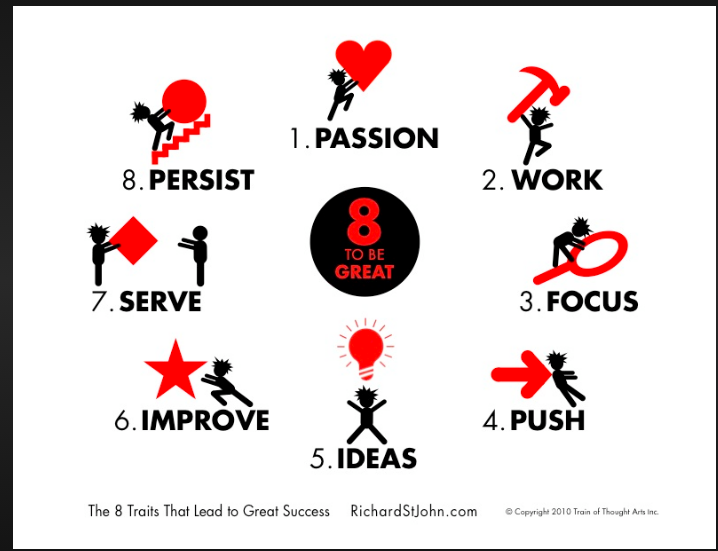 1. PASSION
2. WORK
3. FOCUS
4. PUSH
5. IDEAS
6. IMPROVE
7. SERVE
8. PERSIST
8
TO BE
GREAT
The 8 Traits That Lead to Great Success RichardStJohn.com © Copyright 2010 Train of Thought Arts Inc.